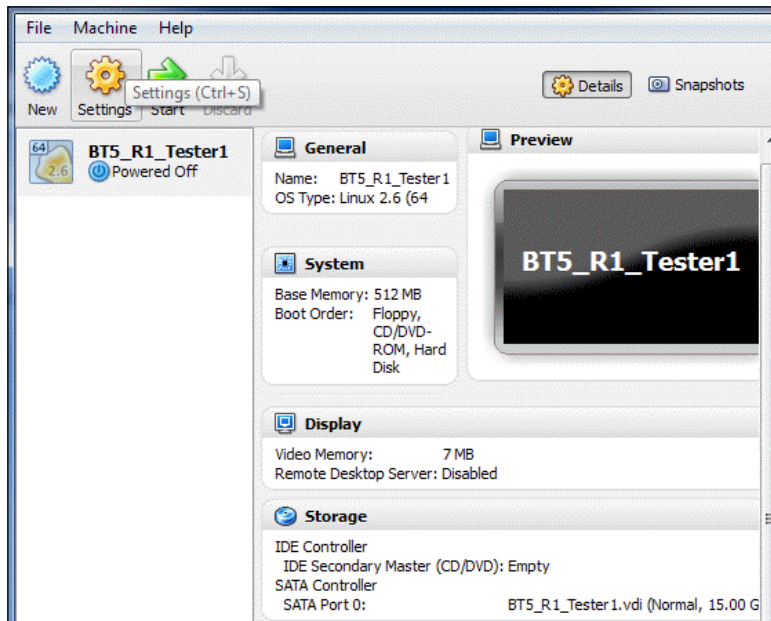 File Machine Help
New Settings Start Discard
Settings (Ctrl+S)
Details Snapshots
64
2.6
BT5_R1_Tester1
Powered Off
General
Name: BT5_R1_Tester1
OS Type: Linux 2.6 (64
System
Base Memory: 512 MB
Boot Order: Floppy,
CD/DVD-
ROM, Hard
Disk
Preview
BT5_R1_Tester1
Display
Video Memory: 7 MB
Remote Desktop Server: Disabled
Storage
IDE Controller
IDE Secondary Master (CD/DVD): Empty
SATA Controller
SATA Port 0: BT5_R1_Tester1.vdi (Normal, 15.00 G